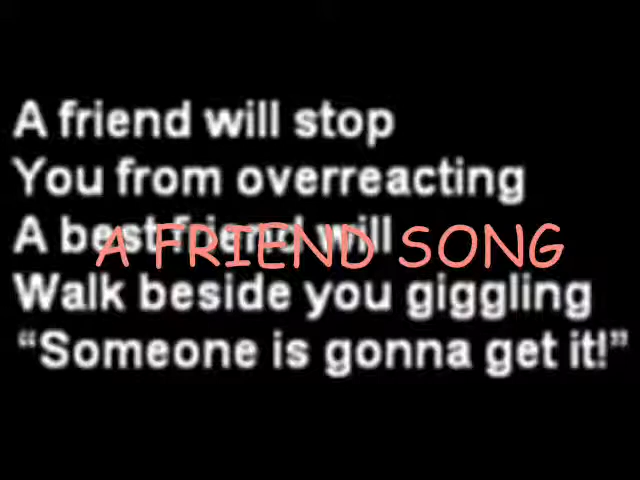 A friend will stop
You from overreacting
A best friend will
A FRIEND SONG
Walk beside you giggling
“Someone is gonna get it!”